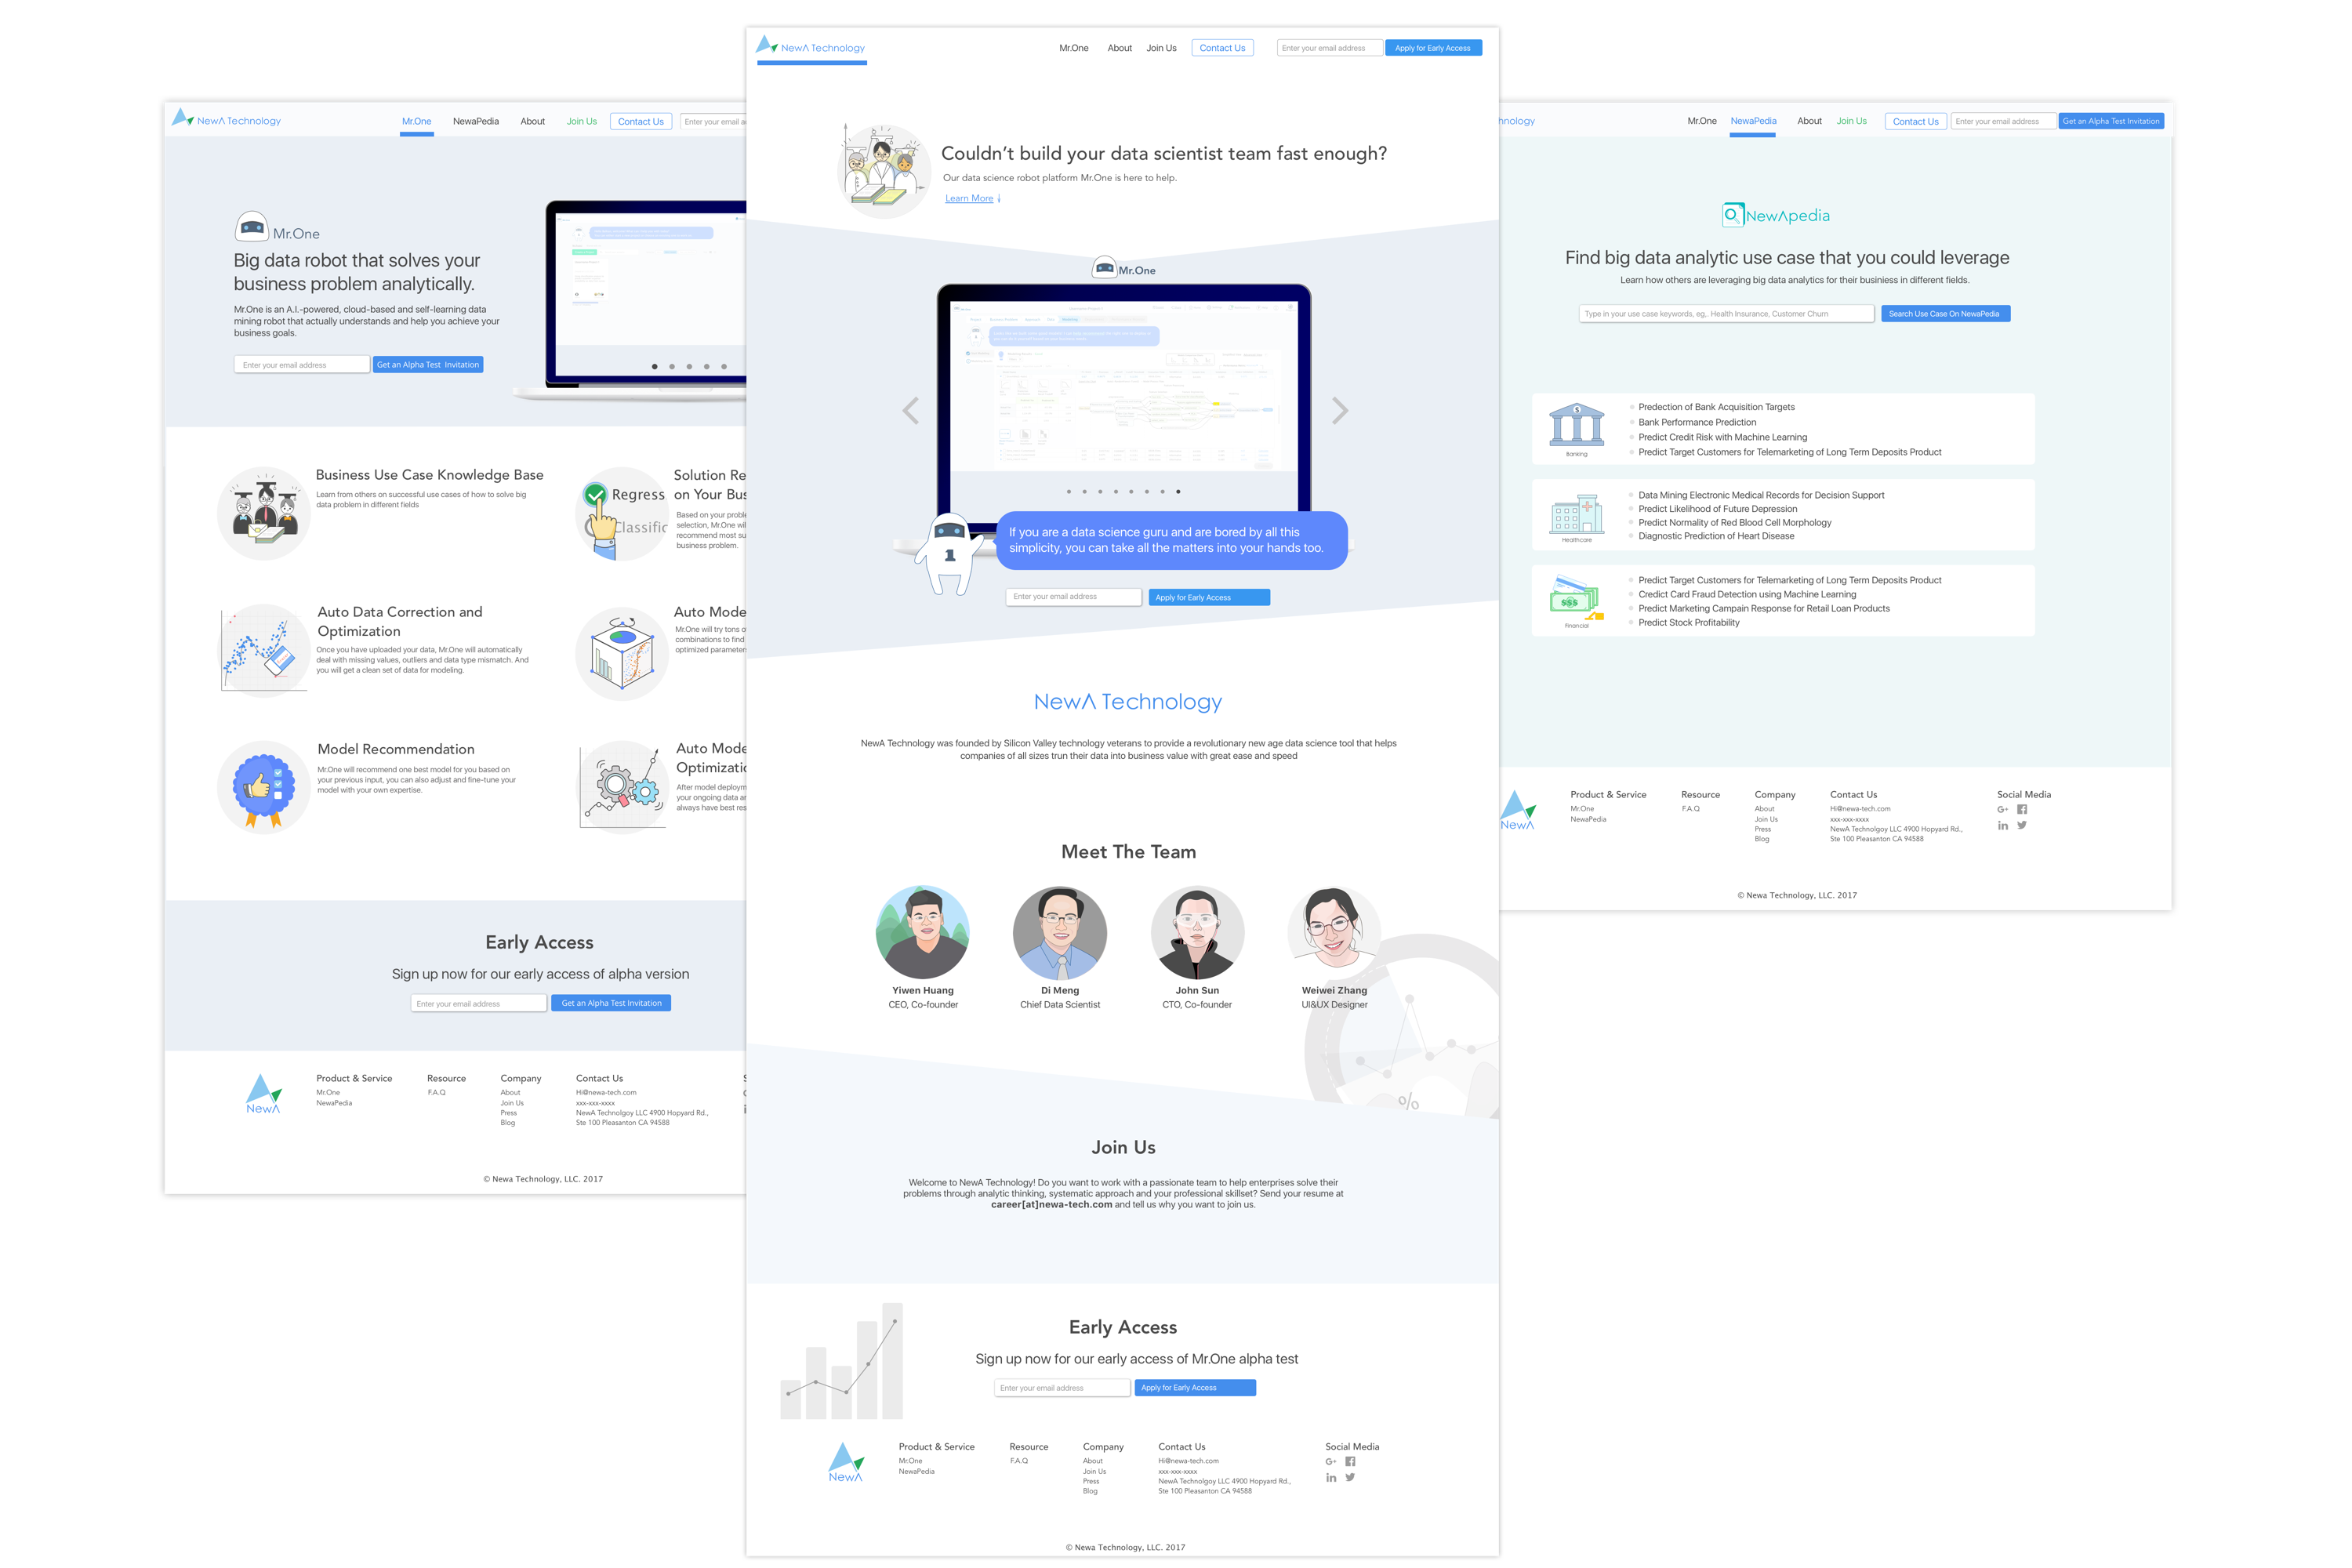 NewΛ Technology
Mr.One
NewaPedia
About
Join Us
Contact Us
Enter your email a
Mr.One
Big data robot that solves your
business problem analytically.
Mr.One is an A.I.-powered, cloud-based and self-learning data
mining robot that actually understands and help you achieve your
business goals.
Enter your email address
Get an Alpha Test Invitation
Business Use Case Knowledge Base
Learn from others on successful use cases of how to solve big
data problem in different fields
Regress
Classific
Solution Re
on Your Bus
Based on your proble
selection, Mr.One wil
recommend most su
business problem.
Auto Data Correction and
Optimization
Once you have uploaded your data, Mr.One will automatically
deal with missing values, outliers and data type mismatch. And
you will get a clean set of data for modeling.
Auto Mode
Mr.One will try tons o
combinations to find
optimized parameter
Model Recommendation
Mr.One will recommend one best model for you based on
your previous input, you can also adjust and fine-tune your
model with your own expertise.
Auto Mode
Optimizatio
After model deploym
your ongoing data an
always have best res
Early Access
Sign up now for our early access of alpha version
Enter your email address
Get an Alpha Test Invitation
NewΛ
Product & Service
Mr.One
NewaPedia
Resource
F.A.Q
Company
About
Join Us
Press
Blog
Contact Us
Hi@newa-tech.com
xxx-xxx-xxxx
NewA Technolgoy LLC 4900 Hopyard Rd.,
Ste 100 Pleasanton CA 94588
© Newa Technology, LLC. 2017
NewΛ Technology
Mr.One
About
Join Us
Contact Us
Enter your email address
Apply for Early Access
Couldn't build your data scientist team fast enough?
Our data science robot platform Mr.One is here to help.
Learn More
Mr.One
1
If you are a data science guru and are bored by all this
simplicity, you can take all the matters into your hands too.
Enter your email address
Apply for Early Access
NewΛ Technology
NewA Technology was founded by Silicon Valley technology veterans to provide a revolutionary new age data science tool that helps
companies of all sizes trun their data into business value with great ease and speed
Meet The Team
Yiwen Huang
CEO, Co-founder
Di Meng
Chief Data Scientist
John Sun
CTO, Co-founder
Weiwei Zhang
UI&UX Designer
%
Join Us
Welcome to NewA Technology! Do you want to work with a passionate team to help enterprises solve their
problems through analytic thinking, systematic approach and your professional skillset? Send your resume at
career[at]newa-tech.com and tell us why you want to join us.
Early Access
Sign up now for our early access of Mr.One alpha test
Enter your email address
Apply for Early Access
NewΛ
Product & Service
Mr.One
NewaPedia
Resource
F.A.Q
Company
About
Join Us
Press
Blog
Contact Us
Hi@newa-tech.com
xxx-xxx-xxxx
NewA Technolgoy LLC 4900 Hopyard Rd.,
Ste 100 Pleasanton CA 94588
Social Media
G+
in
© Newa Technology, LLC. 2017
hnology
Mr.One
NewaPedia
About
Join Us
Contact Us
Enter your email address
Get an Alpha Test Invitation
NewΛpedia
Find big data analytic use case that you could leverage
Learn how others are leveraging big data analytics for their business in different fields.
Type in your use case keywords, eg, Health Insurance, Customer Churn
Search Use Case On NewaPedia
Banking
Predection of Bank Acquisition Targets
Bank Performance Prediction
Predict Credit Risk with Machine Learning
Predict Target Customers for Telemarketing of Long Term Deposits Product
Healthcare
Data Mining Electronic Medical Records for Decision Support
Predict Likelihood of Future Depression
Predict Normality of Red Blood Cell Morphology
Diagnostic Prediction of Heart Disease
$$$
Financial
Predict Target Customers for Telemarketing of Long Term Deposits Product
Credict Card Fraud Detection using Machine Learning
Predict Marketing Campain Response for Retail Loan Products
Predict Stock Profitability
NewΛ
Product & Service
Mr.One
NewaPedia
Resource
F.A.Q
Company
About
Join Us
Press
Blog
Contact Us
Hi@newa-tech.com
xxx-xxx-xxxx
NewA Technolgoy LLC 4900 Hopyard Rd.,
Ste 100 Pleasanton CA 94588
Social Media
G+
in
© Newa Technology, LLC. 2017